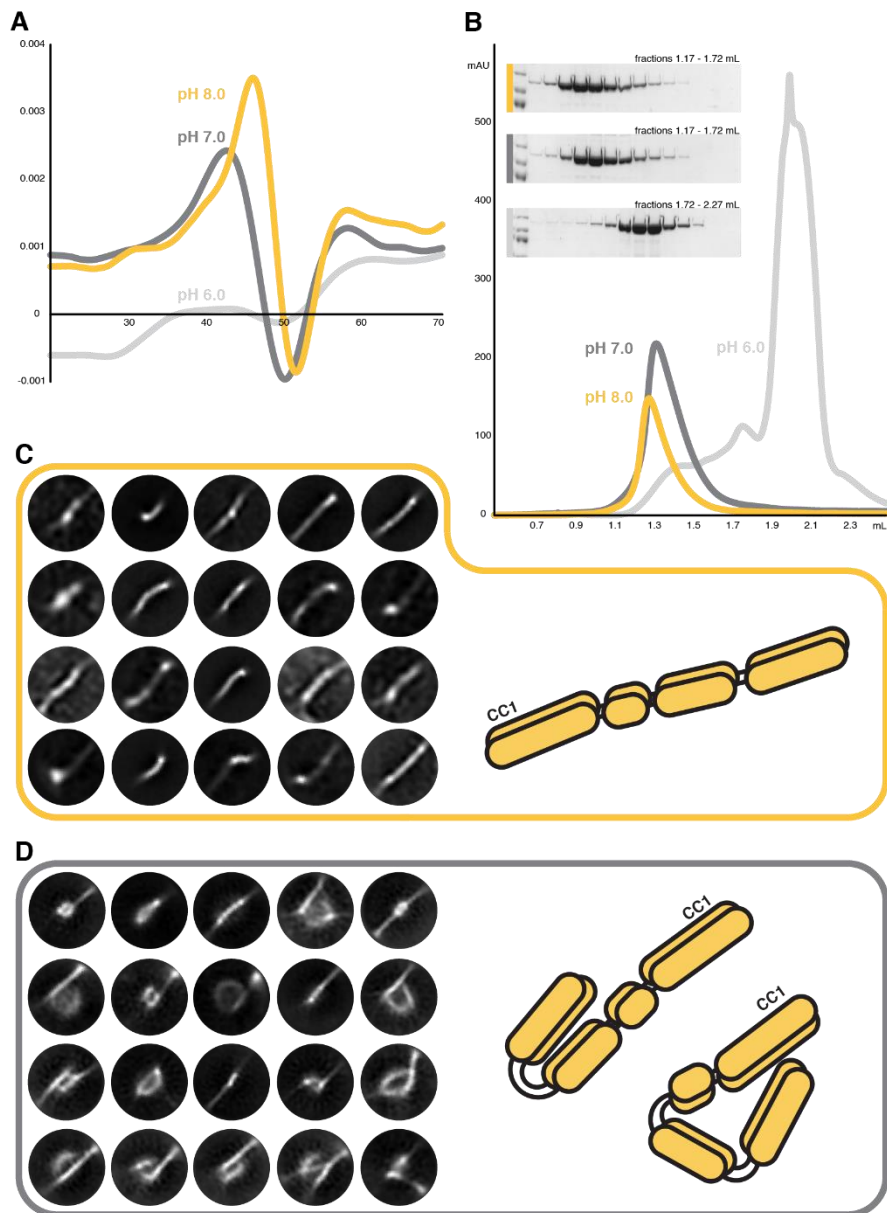 A
0.004
0.003
0.002
0.001
0
-0.001
30
40
50
60
70
pH 8.0
pH 7.0
pH 6.0
B
mAU
500
400
300
200
100
0
0.7
0.9
1.1
1.3
1.5
1.7
1.9
2.1
2.3
mL
fractions 1.17 - 1.72 mL
fractions 1.17 - 1.72 mL
fractions 1.72 - 2.27 mL
pH 7.0
pH 6.0
pH 8.0
C
CC1
D
CC1
CC1